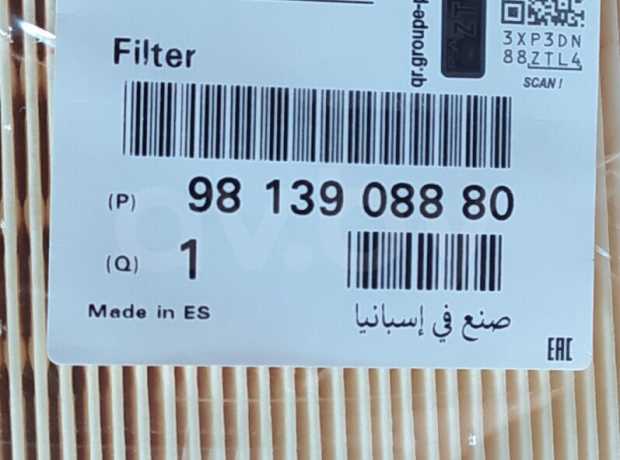 Filter
qr.groupe-p
3XP3DN
88ZTL4
SCAN!
(P) 98 139 088 80
(Q) 1
Made in ES
صنع في إسبانيا
EAC